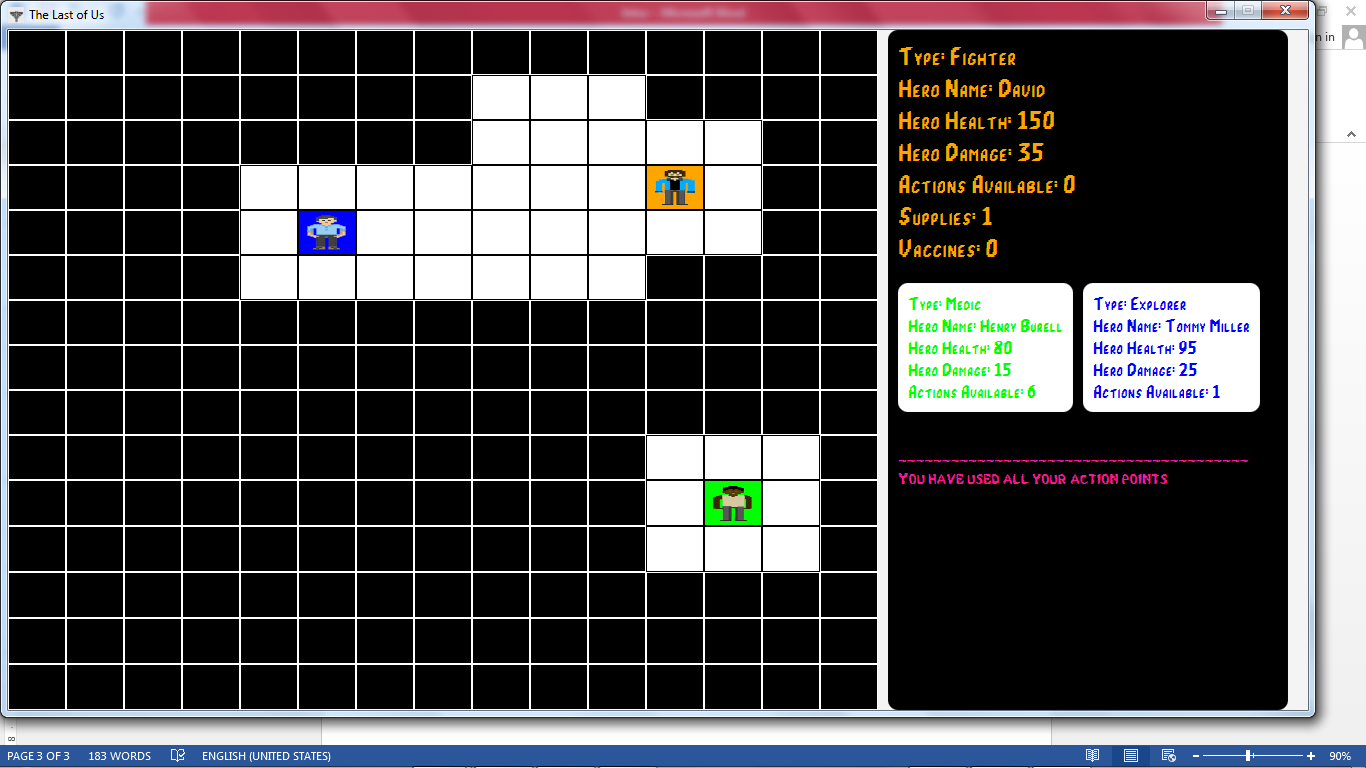 The Last of Us
n in
Type: Fighter
Hero Name: David
Hero Health: 150
Hero Damage: 35
Actions Available: 0
Supplies: 1
Vaccines: 0
Type: Medic
Hero Name: Henry Burell
Hero Health: 80
Hero Damage: 15
Actions Available: 6
Type: Explorer
Hero Name: Tommy Miller
Hero Health: 95
Hero Damage: 25
Actions Available: 1
~~~~~~~~~~~~~~~~~~~~~~~~~~~~~~~~~~~~~~~
You have used all your action points
8
PAGE 3 OF 3 183 WORDS ENGLISH (UNITED STATES) 90%